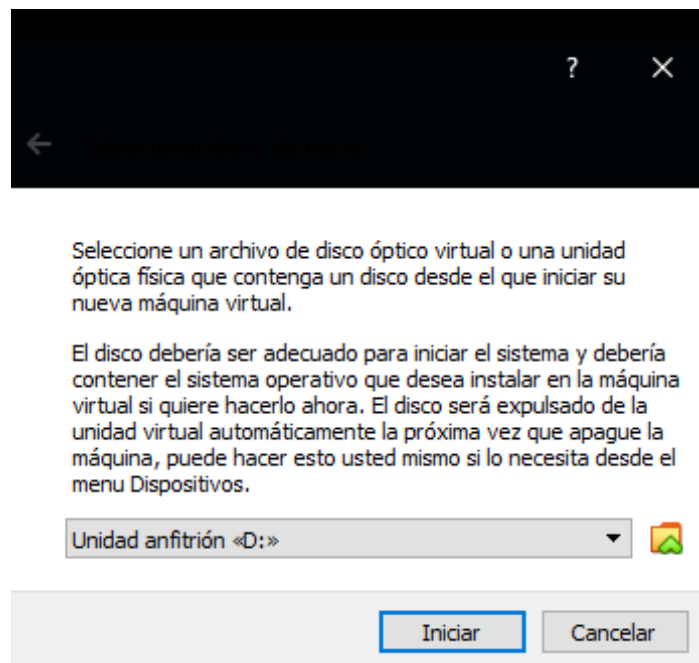 ?
Seleccione un archivo de disco óptico virtual o una unidad
óptica física que contenga un disco desde el que iniciar su
nueva máquina virtual.
El disco debería ser adecuado para iniciar el sistema y debería
contener el sistema operativo que desea instalar en la máquina
virtual si quiere hacerlo ahora. El disco será expulsado de la
unidad virtual automáticamente la próxima vez que apague la
máquina, puede hacer esto usted mismo si lo necesita desde el
menu Dispositivos.
Unidad anfitrión «D:»
Iniciar Cancelar